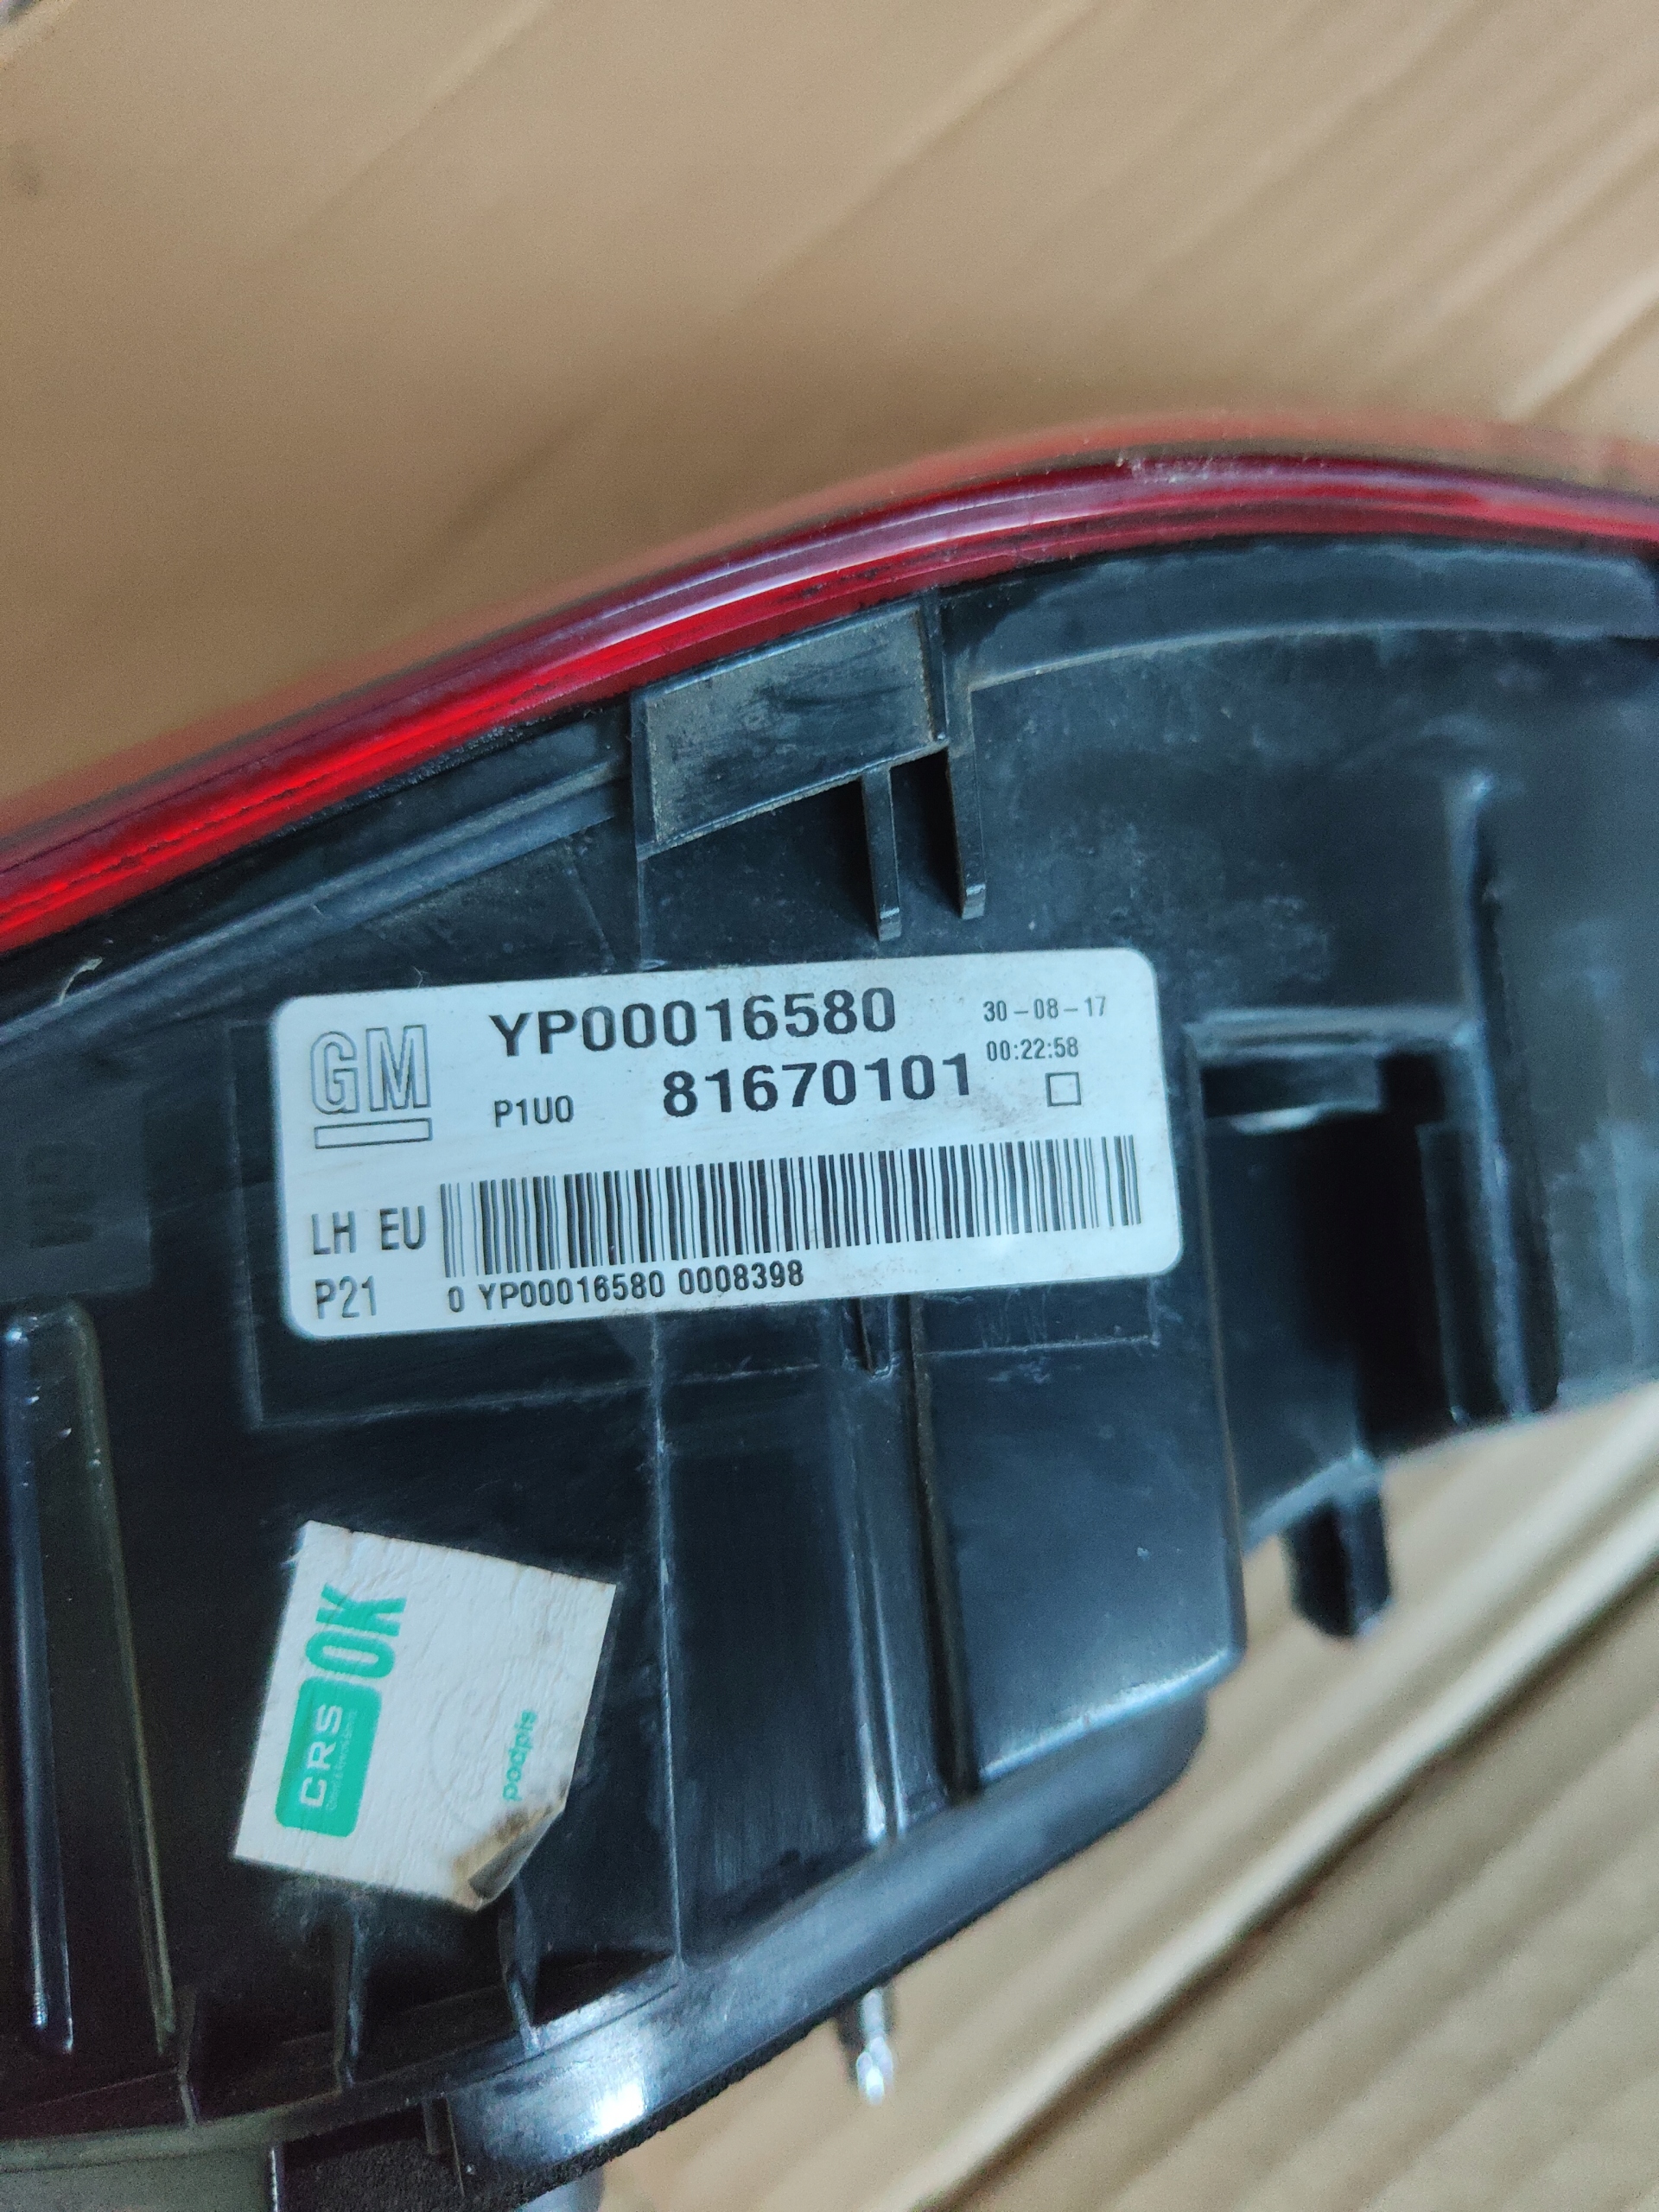 GM
YP00016580
30-08-17
00:22:58
P1U0 81670101
LH EU
P21
0 YP00016580 0008398
CRS OK
podpis